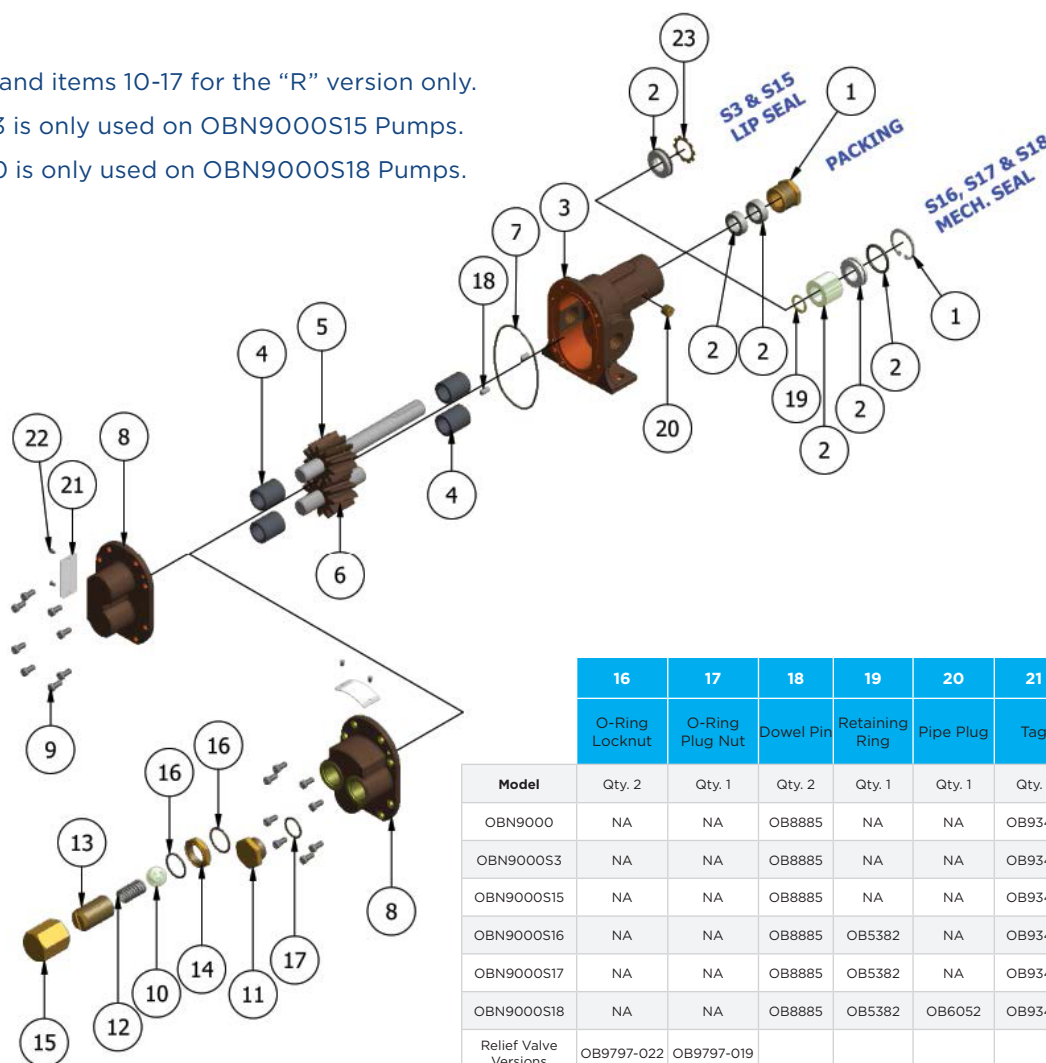 and items 10-17 for the “R” version only.
is only used on OBN9000S15 Pumps.
is only used on OBN9000S18 Pumps.
23
2
S3 & S15
LIP SEAL
1
PACKING
S16, S17 & S18
MECH. SEAL
3
7
18
5
4
2
2
19
2
2
2
1
20
22
8
21
4
6
9
16
16
13
8
17
14
11
10
12
15
16 17 18 19 20 21
O-Ring Locknut O-Ring Plug Nut Dowel Pin Retaining Ring Pipe Plug Tag
Model Qty. 2 Qty. 1 Qty. 2 Qty. 1 Qty. 1 Qty.
OBN9000 NA NA OB8885 NA NA
OBN9000S3 NA NA OB8885 NA NA
OBN9000S15 NA NA OB8885 NA NA
OBN9000S16 NA NA OB8885 OB5382 NA
OBN9000S17 NA NA OB8885 OB5382 NA
OBN9000S18 NA NA OB8885 OB5382 OB6052
Relief Valve Versions OB9797-022 OB9797-019